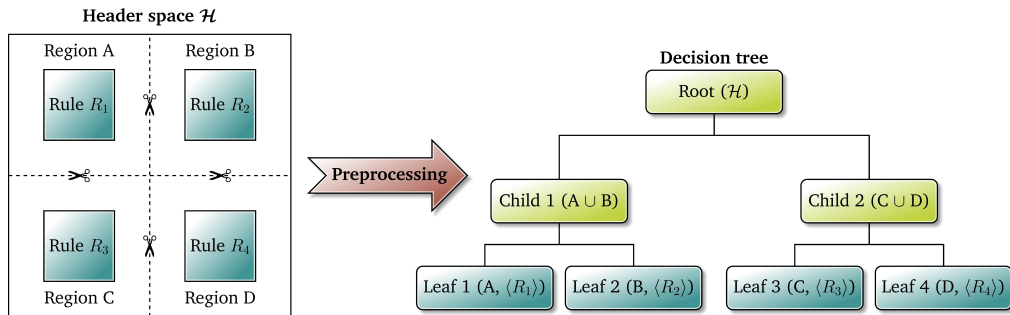 Header space ℋ
Region A Region B
Rule R₁ Rule R₂
Rule R₃ Rule R₄
Region C Region D
Preprocessing
Decision tree
Root (ℋ)
Child 1 (A ∪ B) Child 2 (C ∪ D)
Leaf 1 (A, ⟨R₁⟩) Leaf 2 (B, ⟨R₂⟩) Leaf 3 (C, ⟨R₃⟩) Leaf 4 (D, ⟨R₄⟩)